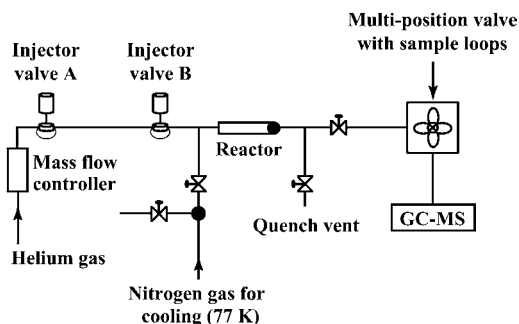 Multi-position valve
with sample loops
Injector
valve A
Injector
valve B
Reactor
Mass flow
controller
Quench vent
GC-MS
Helium gas
Nitrogen gas for
cooling (77 K)